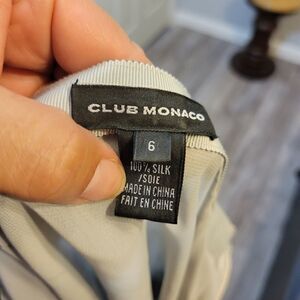 CLUB MONACO
6
100% SILK
/SOIE
MADE IN CHINA
FAIT EN CHINE